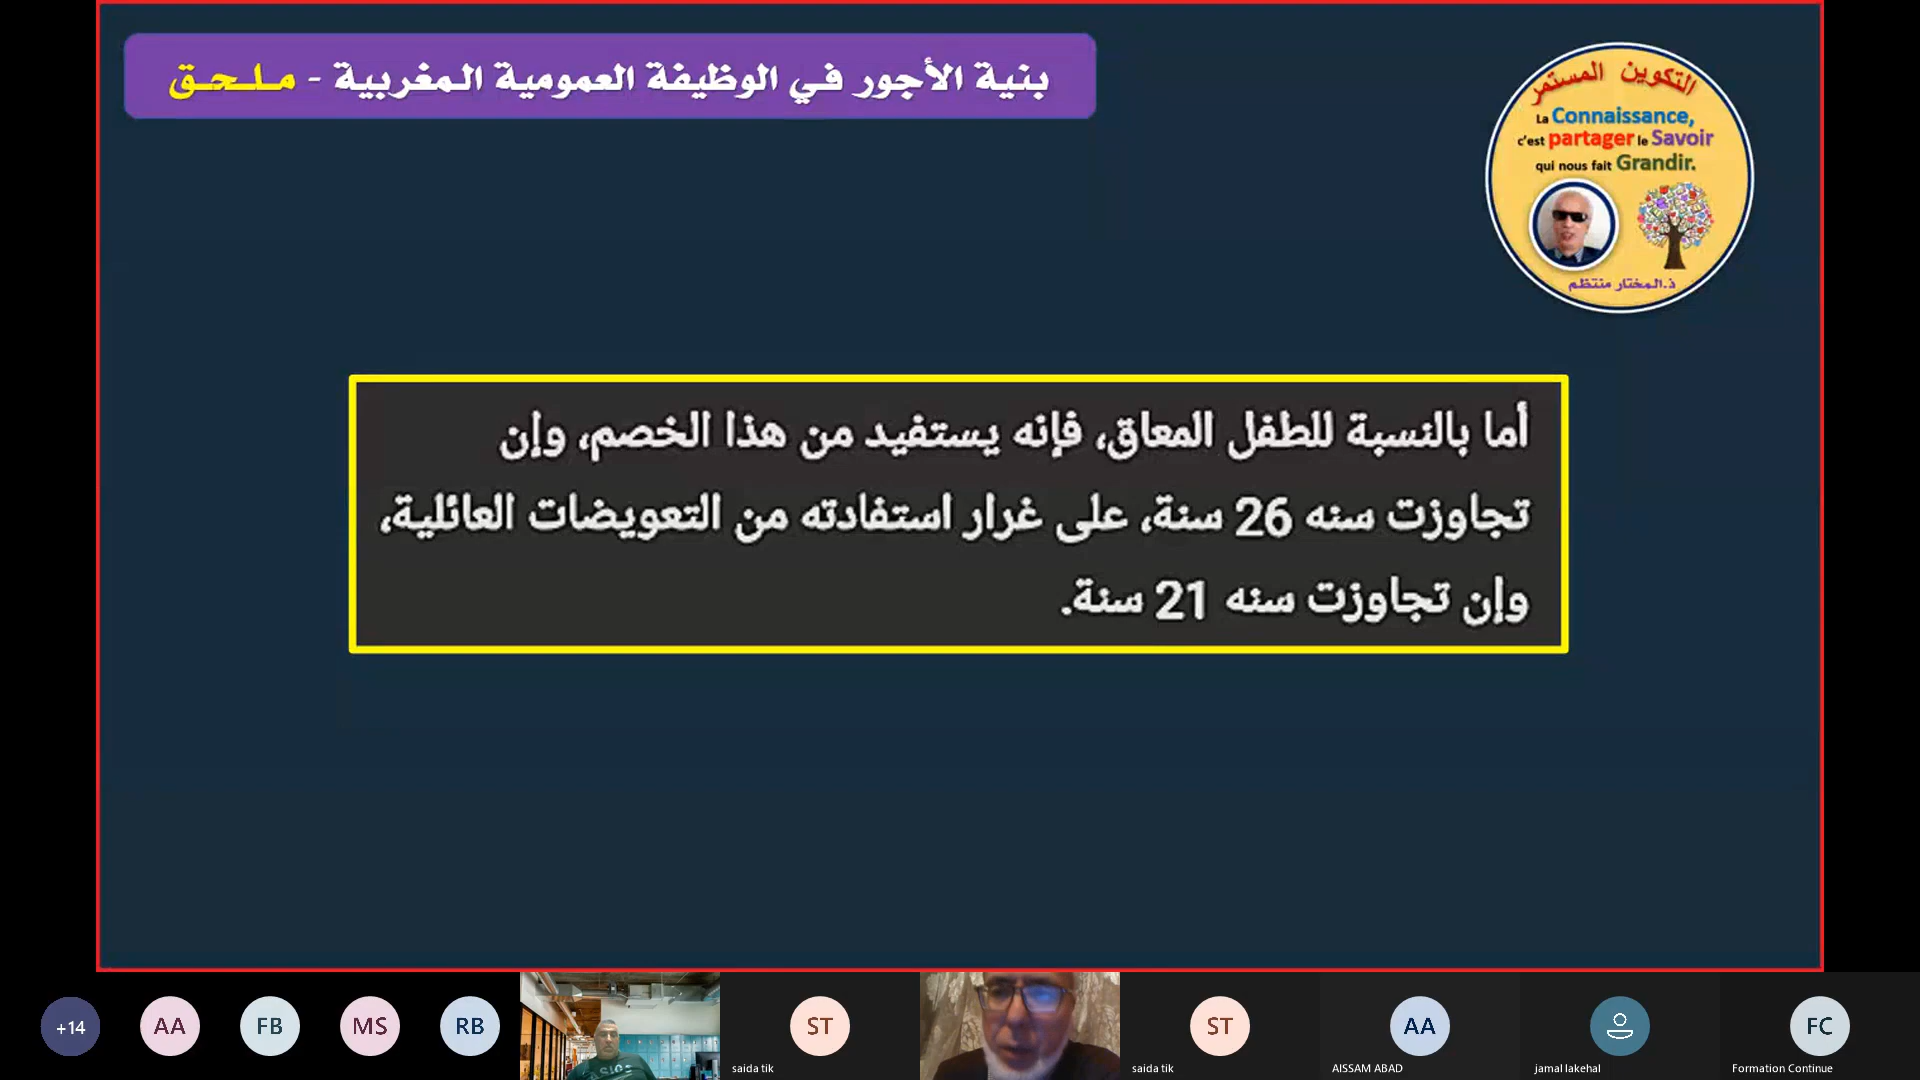 بنية الأجور في الوظيفة العمومية المغربية - ملحق
التكوين المستمر
La Connaissance,
c'est partager le Savoir
qui nous fait Grandir.
ذ.المختار منتظم
أما بالنسبة للطفل المعاق، فإنه يستفيد من هذا الخصم، وإن
تجاوزت سنه 26 سنة، على غرار استفادته من التعويضات العائلية،
وإن تجاوزت سنه 21 سنة.
+14
AA
FB
MS
RB
ST
saida tik
ST
saida tik
AA
AISSAM ABAD
jamal lakehal
FC
Formation Continue